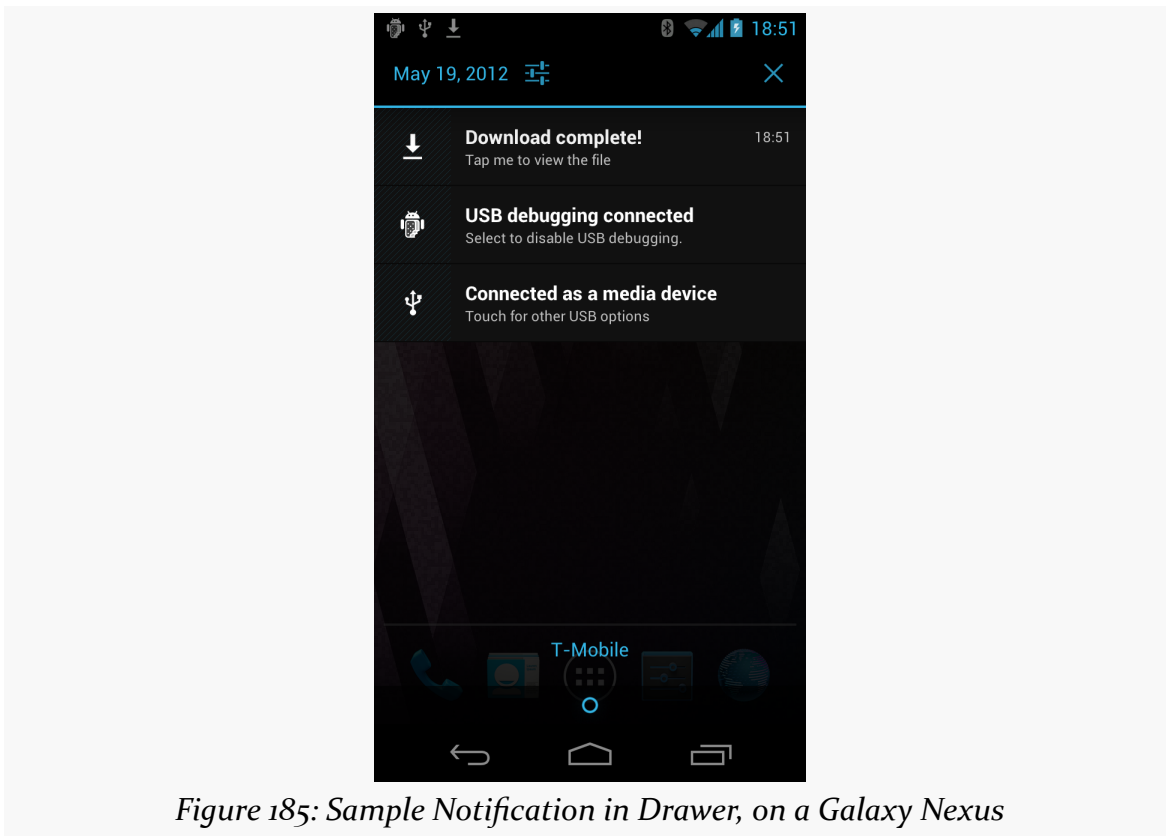 18:51
May 19, 2012
Download complete! 18:51
Tap me to view the file
USB debugging connected
Select to disable USB debugging.
Connected as a media device
Touch for other USB options
T-Mobile
Figure 185: Sample Notification in Drawer, on a Galaxy Nexus